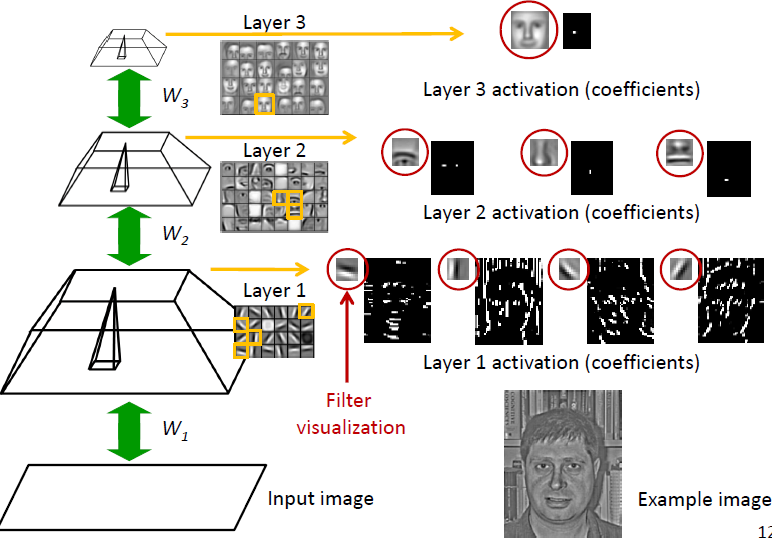 Layer 3
W3
Layer 3 activation (coefficients)
Layer 2
W2
Layer 2 activation (coefficients)
Layer 1
Layer 1 activation (coefficients)
Filter
visualization
W1
Input image
Example image
12